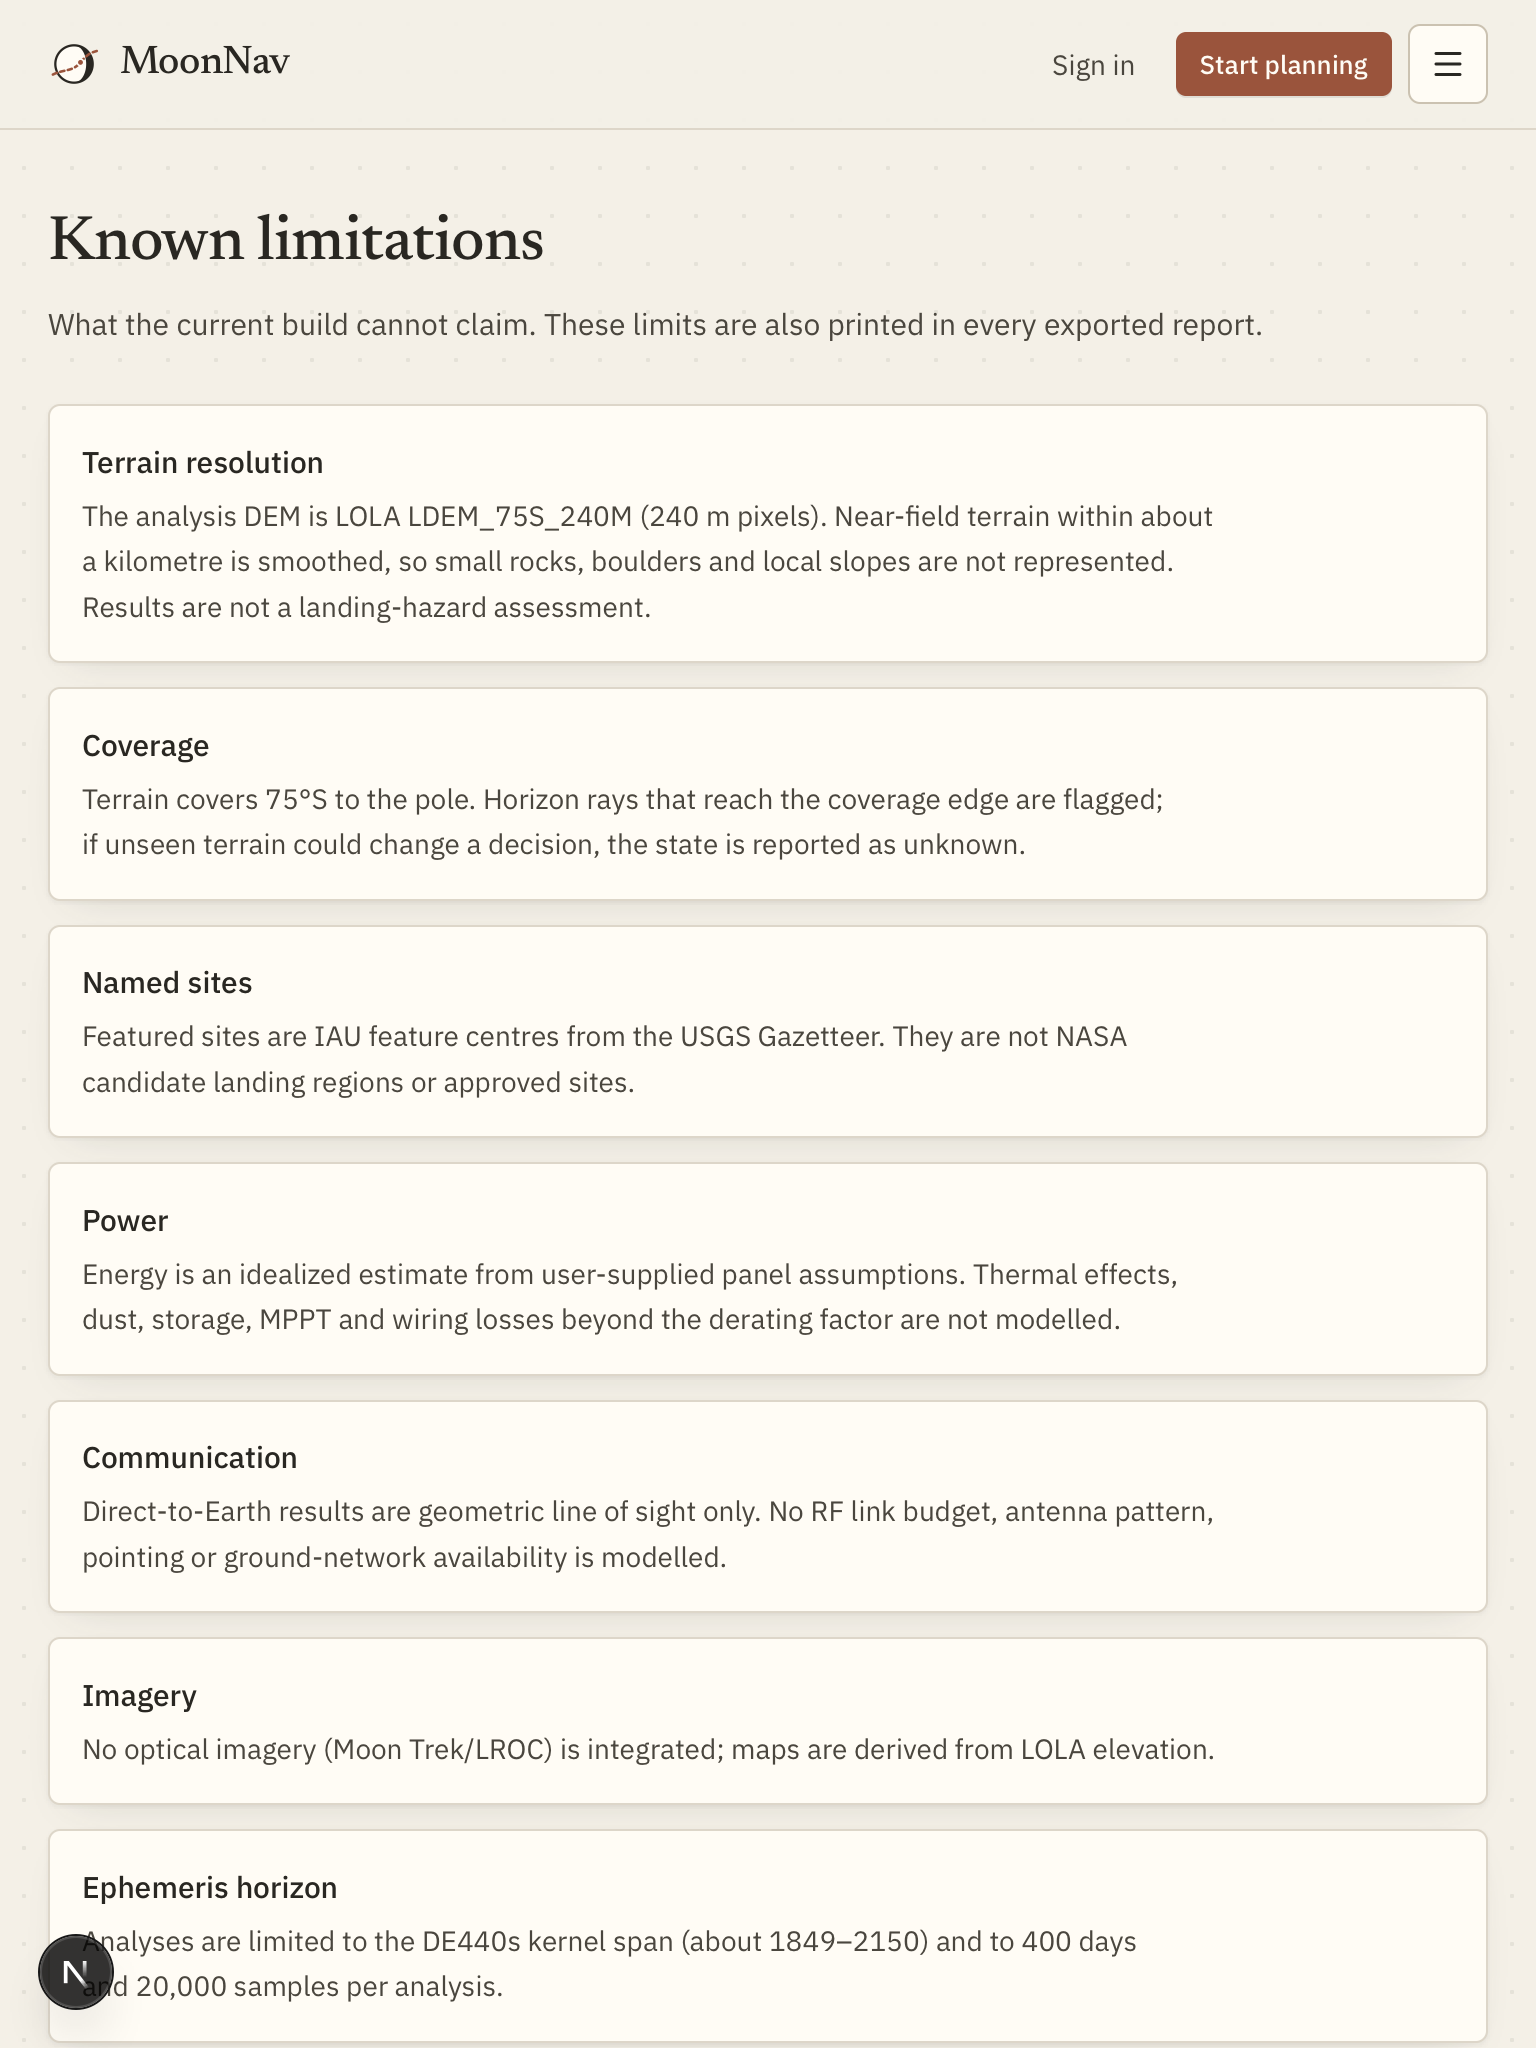 MoonNav
Sign in
Start planning
Known limitations
What the current build cannot claim. These limits are also printed in every exported report.
Terrain resolution
The analysis DEM is LOLA LDEM_75S_240M (240 m pixels). Near-field terrain within about
a kilometre is smoothed, so small rocks, boulders and local slopes are not represented.
Results are not a landing-hazard assessment.
Coverage
Terrain covers 75°S to the pole. Horizon rays that reach the coverage edge are flagged;
if unseen terrain could change a decision, the state is reported as unknown.
Named sites
Featured sites are IAU feature centres from the USGS Gazetteer. They are not NASA
candidate landing regions or approved sites.
Power
Energy is an idealized estimate from user-supplied panel assumptions. Thermal effects,
dust, storage, MPPT and wiring losses beyond the derating factor are not modelled.
Communication
Direct-to-Earth results are geometric line of sight only. No RF link budget, antenna pattern,
pointing or ground-network availability is modelled.
Imagery
No optical imagery (Moon Trek/LROC) is integrated; maps are derived from LOLA elevation.
Ephemeris horizon
Analyses are limited to the DE440s kernel span (about 1849–2150) and to 400 days
and 20,000 samples per analysis.
N